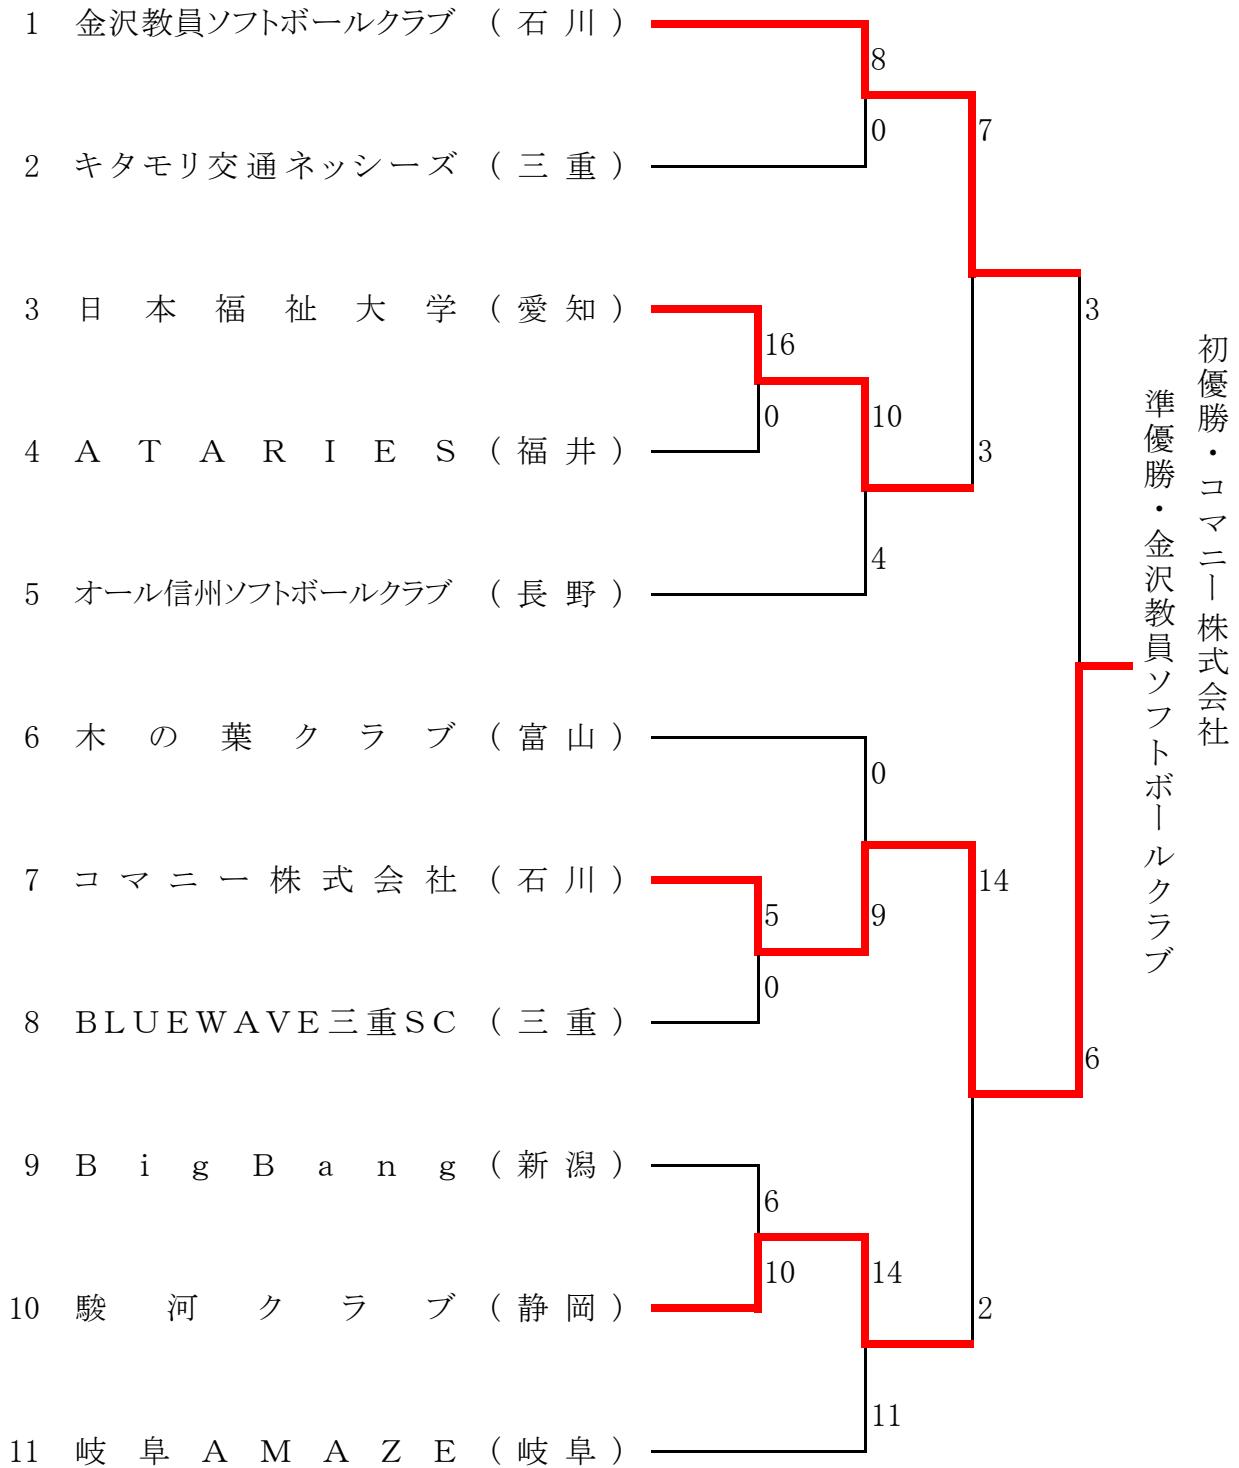 1 金沢教員ソフトボールクラブ (石川)
8
0
7
2 キタモリ交通ネッシーズ (三重)
3 日本福祉大学 (愛知)
16
3
0
10
4 ATARIES (福井)
3
4
5 オール信州ソフトボールクラブ (長野)
初優勝・コマニー株式会社
準優勝・金沢教員ソフトボールクラブ
6 木の葉クラブ (富山)
0
7 コマニー株式会社 (石川)
14
5
9
0
8 BLUEWAVE三重SC (三重)
6
9 BigBang (新潟)
6
10
14
10 駿河クラブ (静岡)
2
11
11 岐阜AMAZE (岐阜)